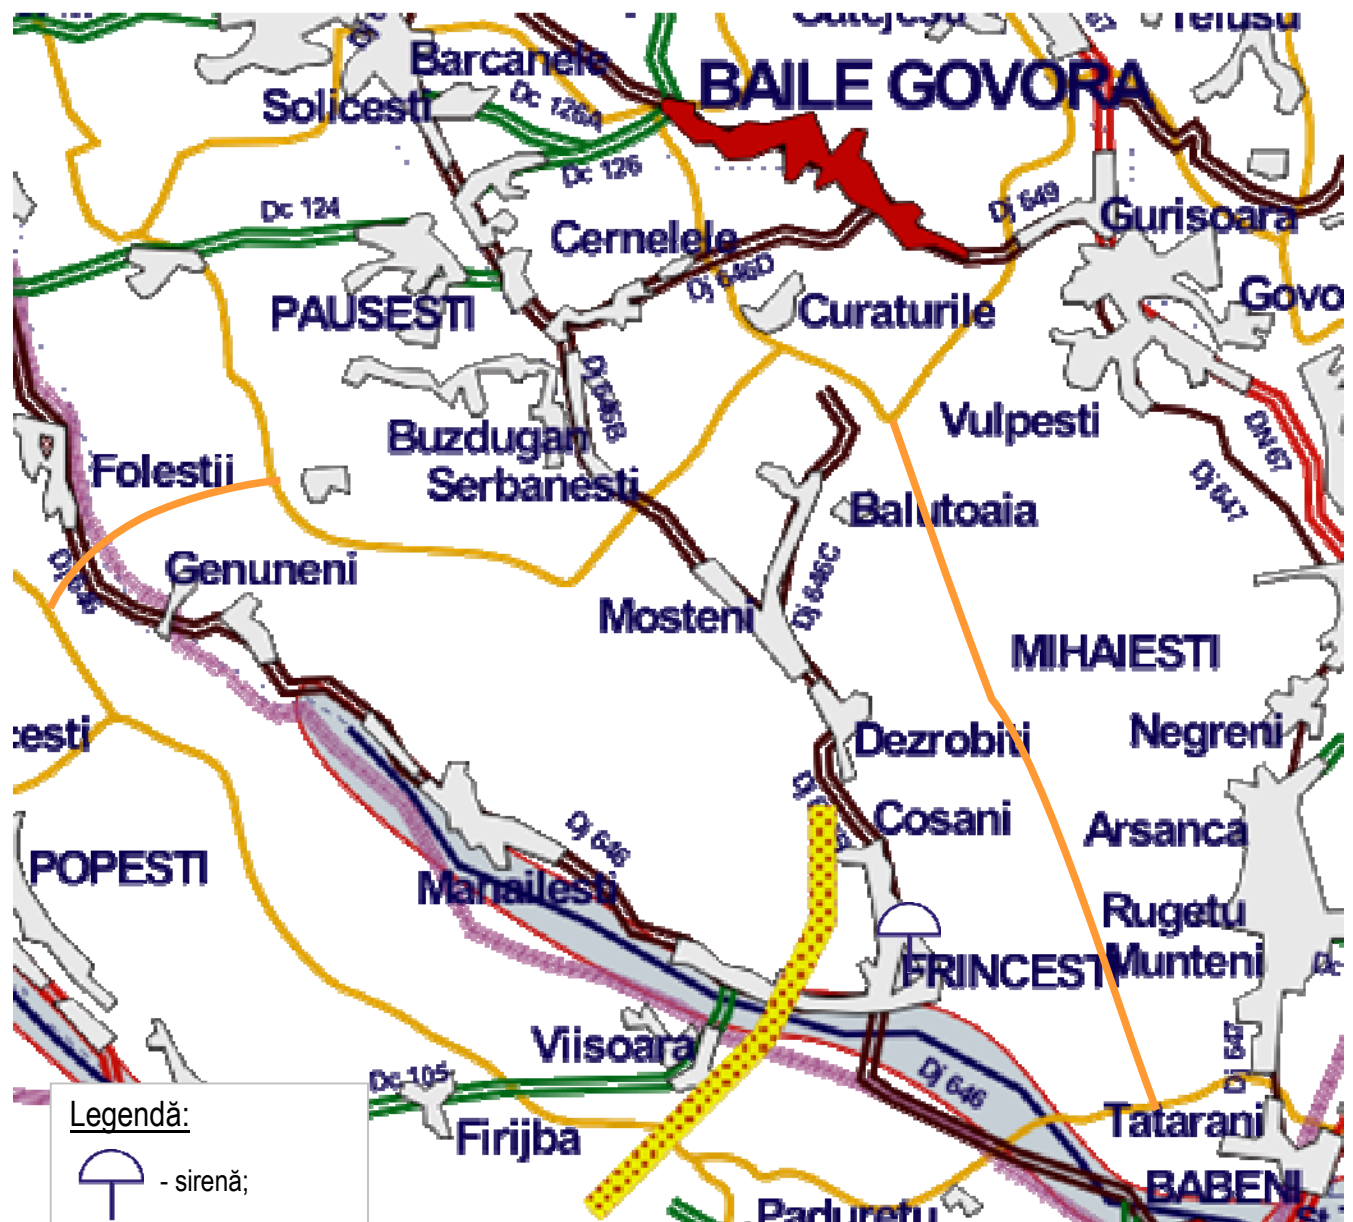 Barcanele
BAILE GOVORA
Solicesti
Dc 126A
Dc 126
Dc 124
Dj 649
Gurisoara
Cernelele
Dj 646D
PAUSESTI
Curaturile
Dj 646B
Vulpesti
DN 67
Buzdugan
Folestii
Serbanesti
Dj 647
Balutoaia
Genuneni
Dj 646
Dj 646C
Mosteni
MIHAIESTI
Negreni
Dezrobiti
Cosani
Arsanca
Dj 646
POPESTI
Manailesti
Rugetu
Munteni
FRINCESTI
Viisoara
Dj 647
Dc 105
Dj 646
Legendă:
Firijba
Tatarani
- sirenă;
BABENI
Paduretu